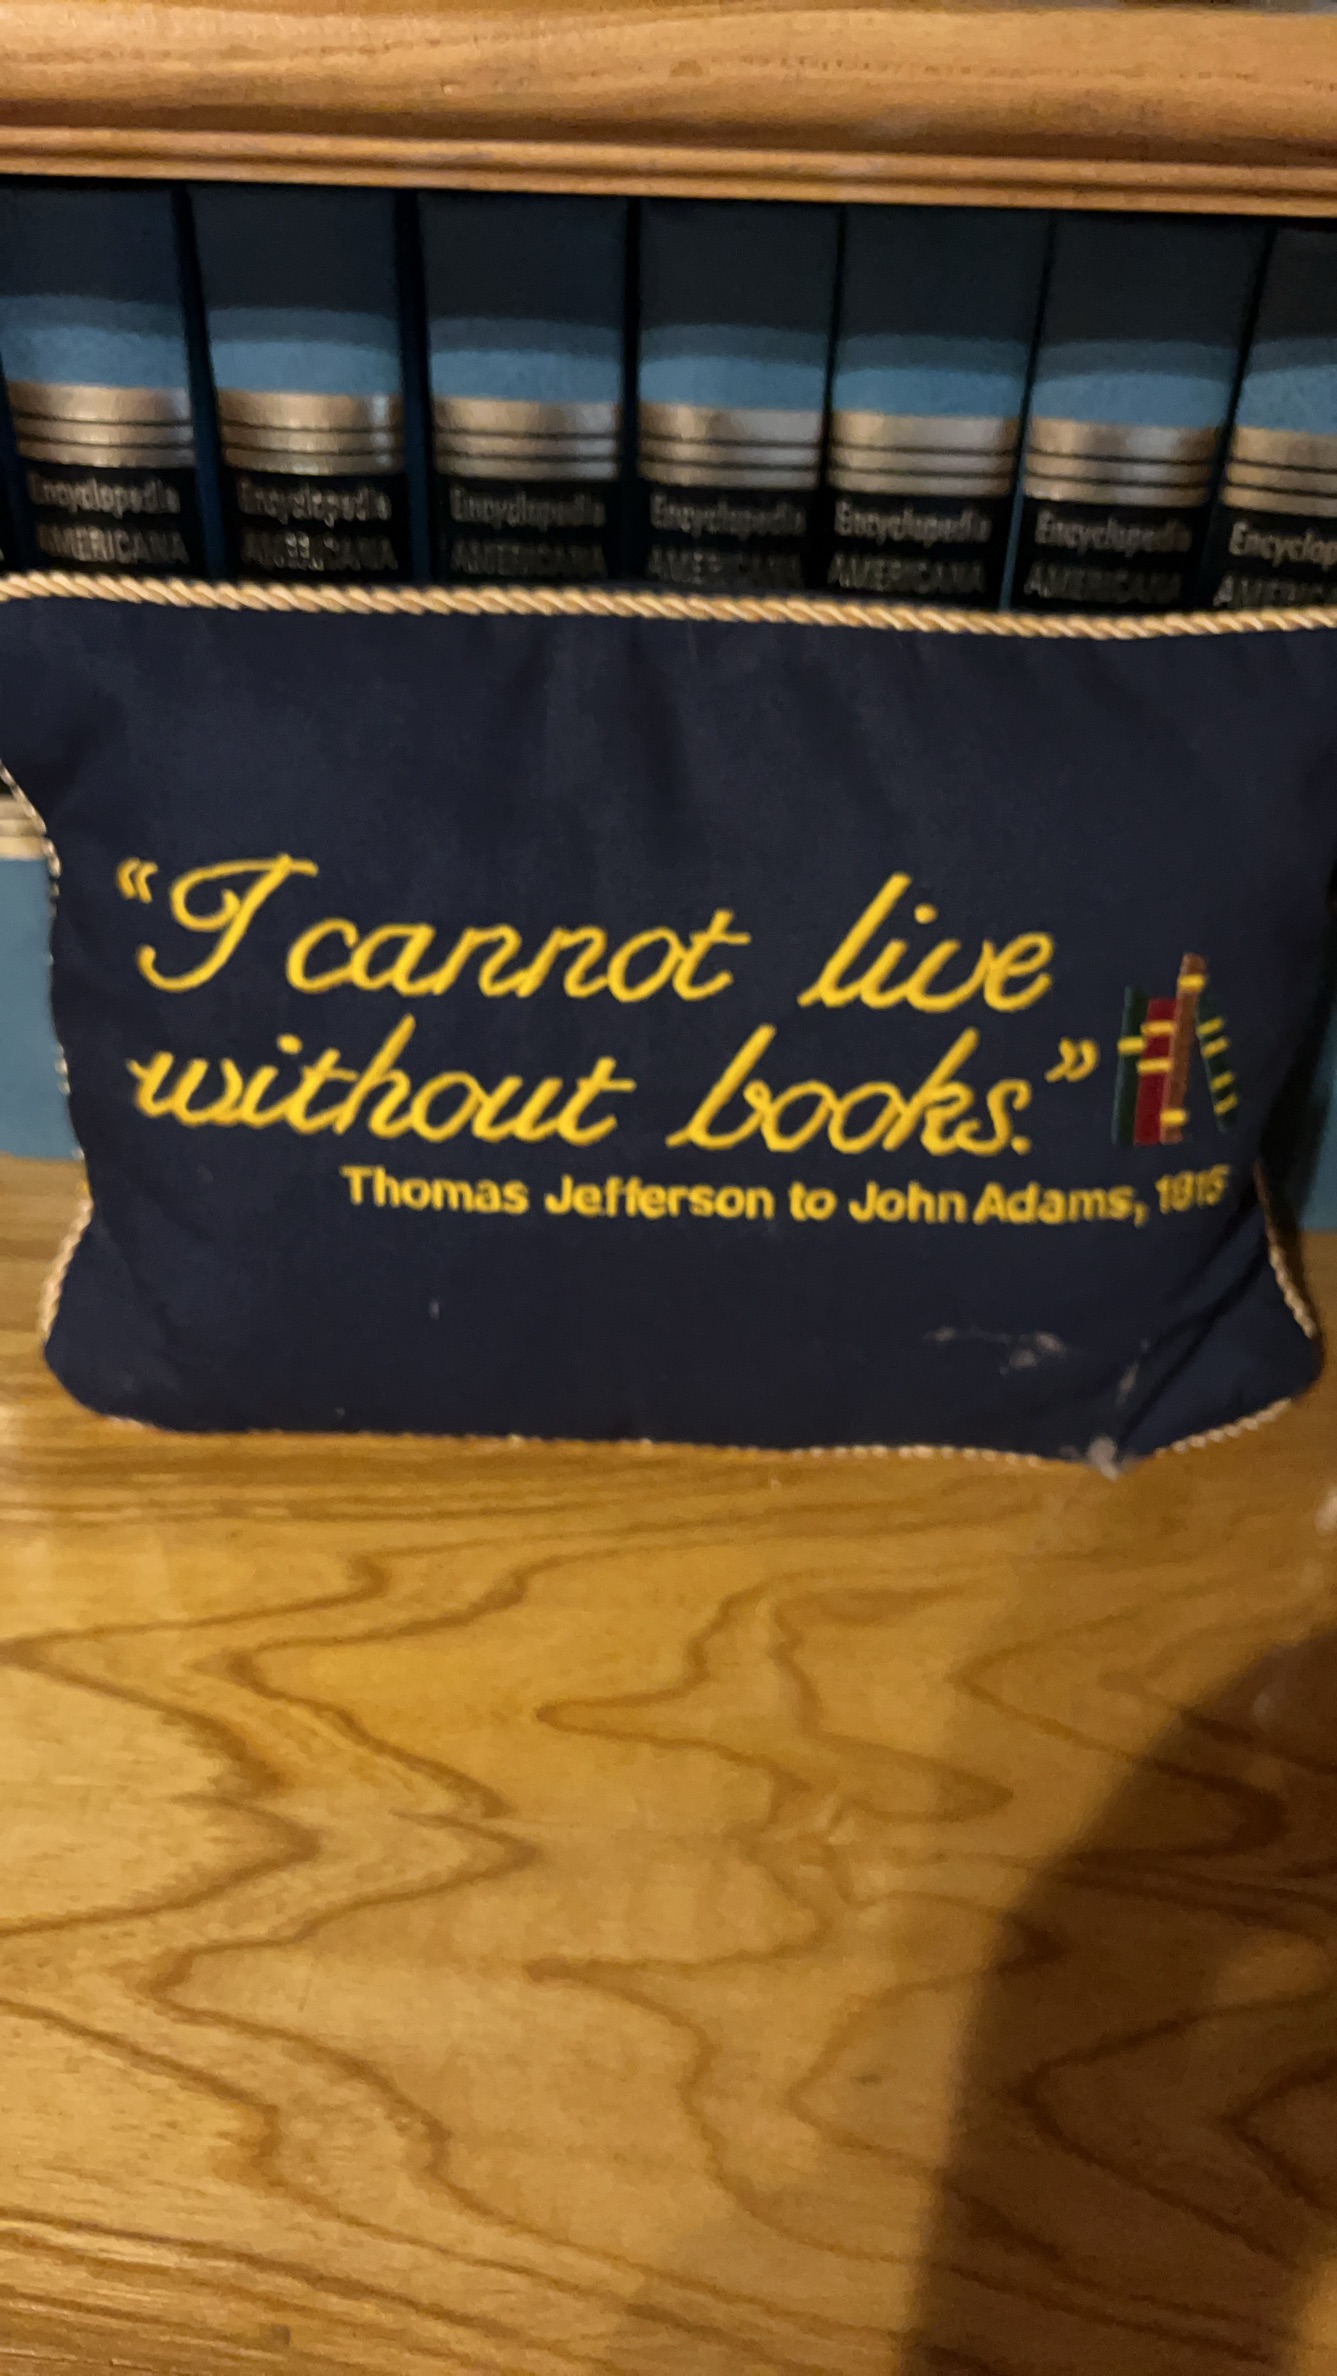 Encyclopedia
AMERICANA
Encyclopedia
AMERICANA
Encyclopedia
AMERICANA
Encyclopedia
AMERICANA
Encyclopedia
AMERICANA
Encyclopedia
AMERICANA
“I cannot live
without books.”
Thomas Jefferson to John Adams, 1815